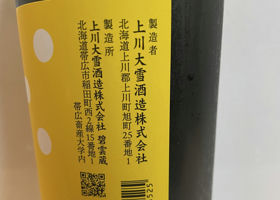 製造者
上川大雪酒造株式会社
北海道上川郡上川町旭町25番地1
製造所
上川大雪酒造株式会社 碧雲蔵
北海道帯広市稲田町西2線15番地1
帯広畜産大学内
0525